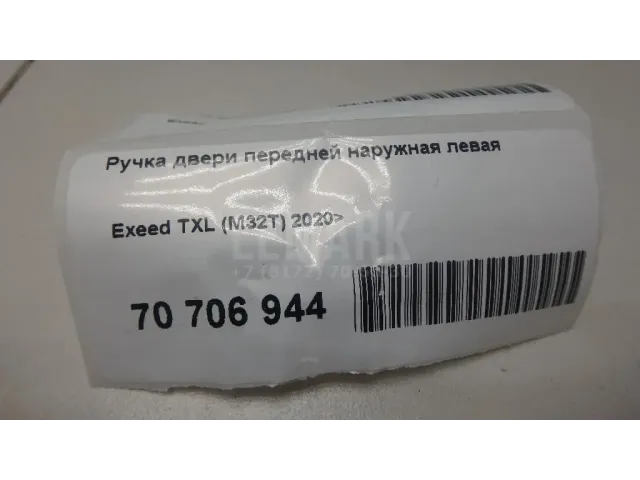 Ручка двери передней наружная левая
Exeed TXL (M32T) 2020>
70 706 944